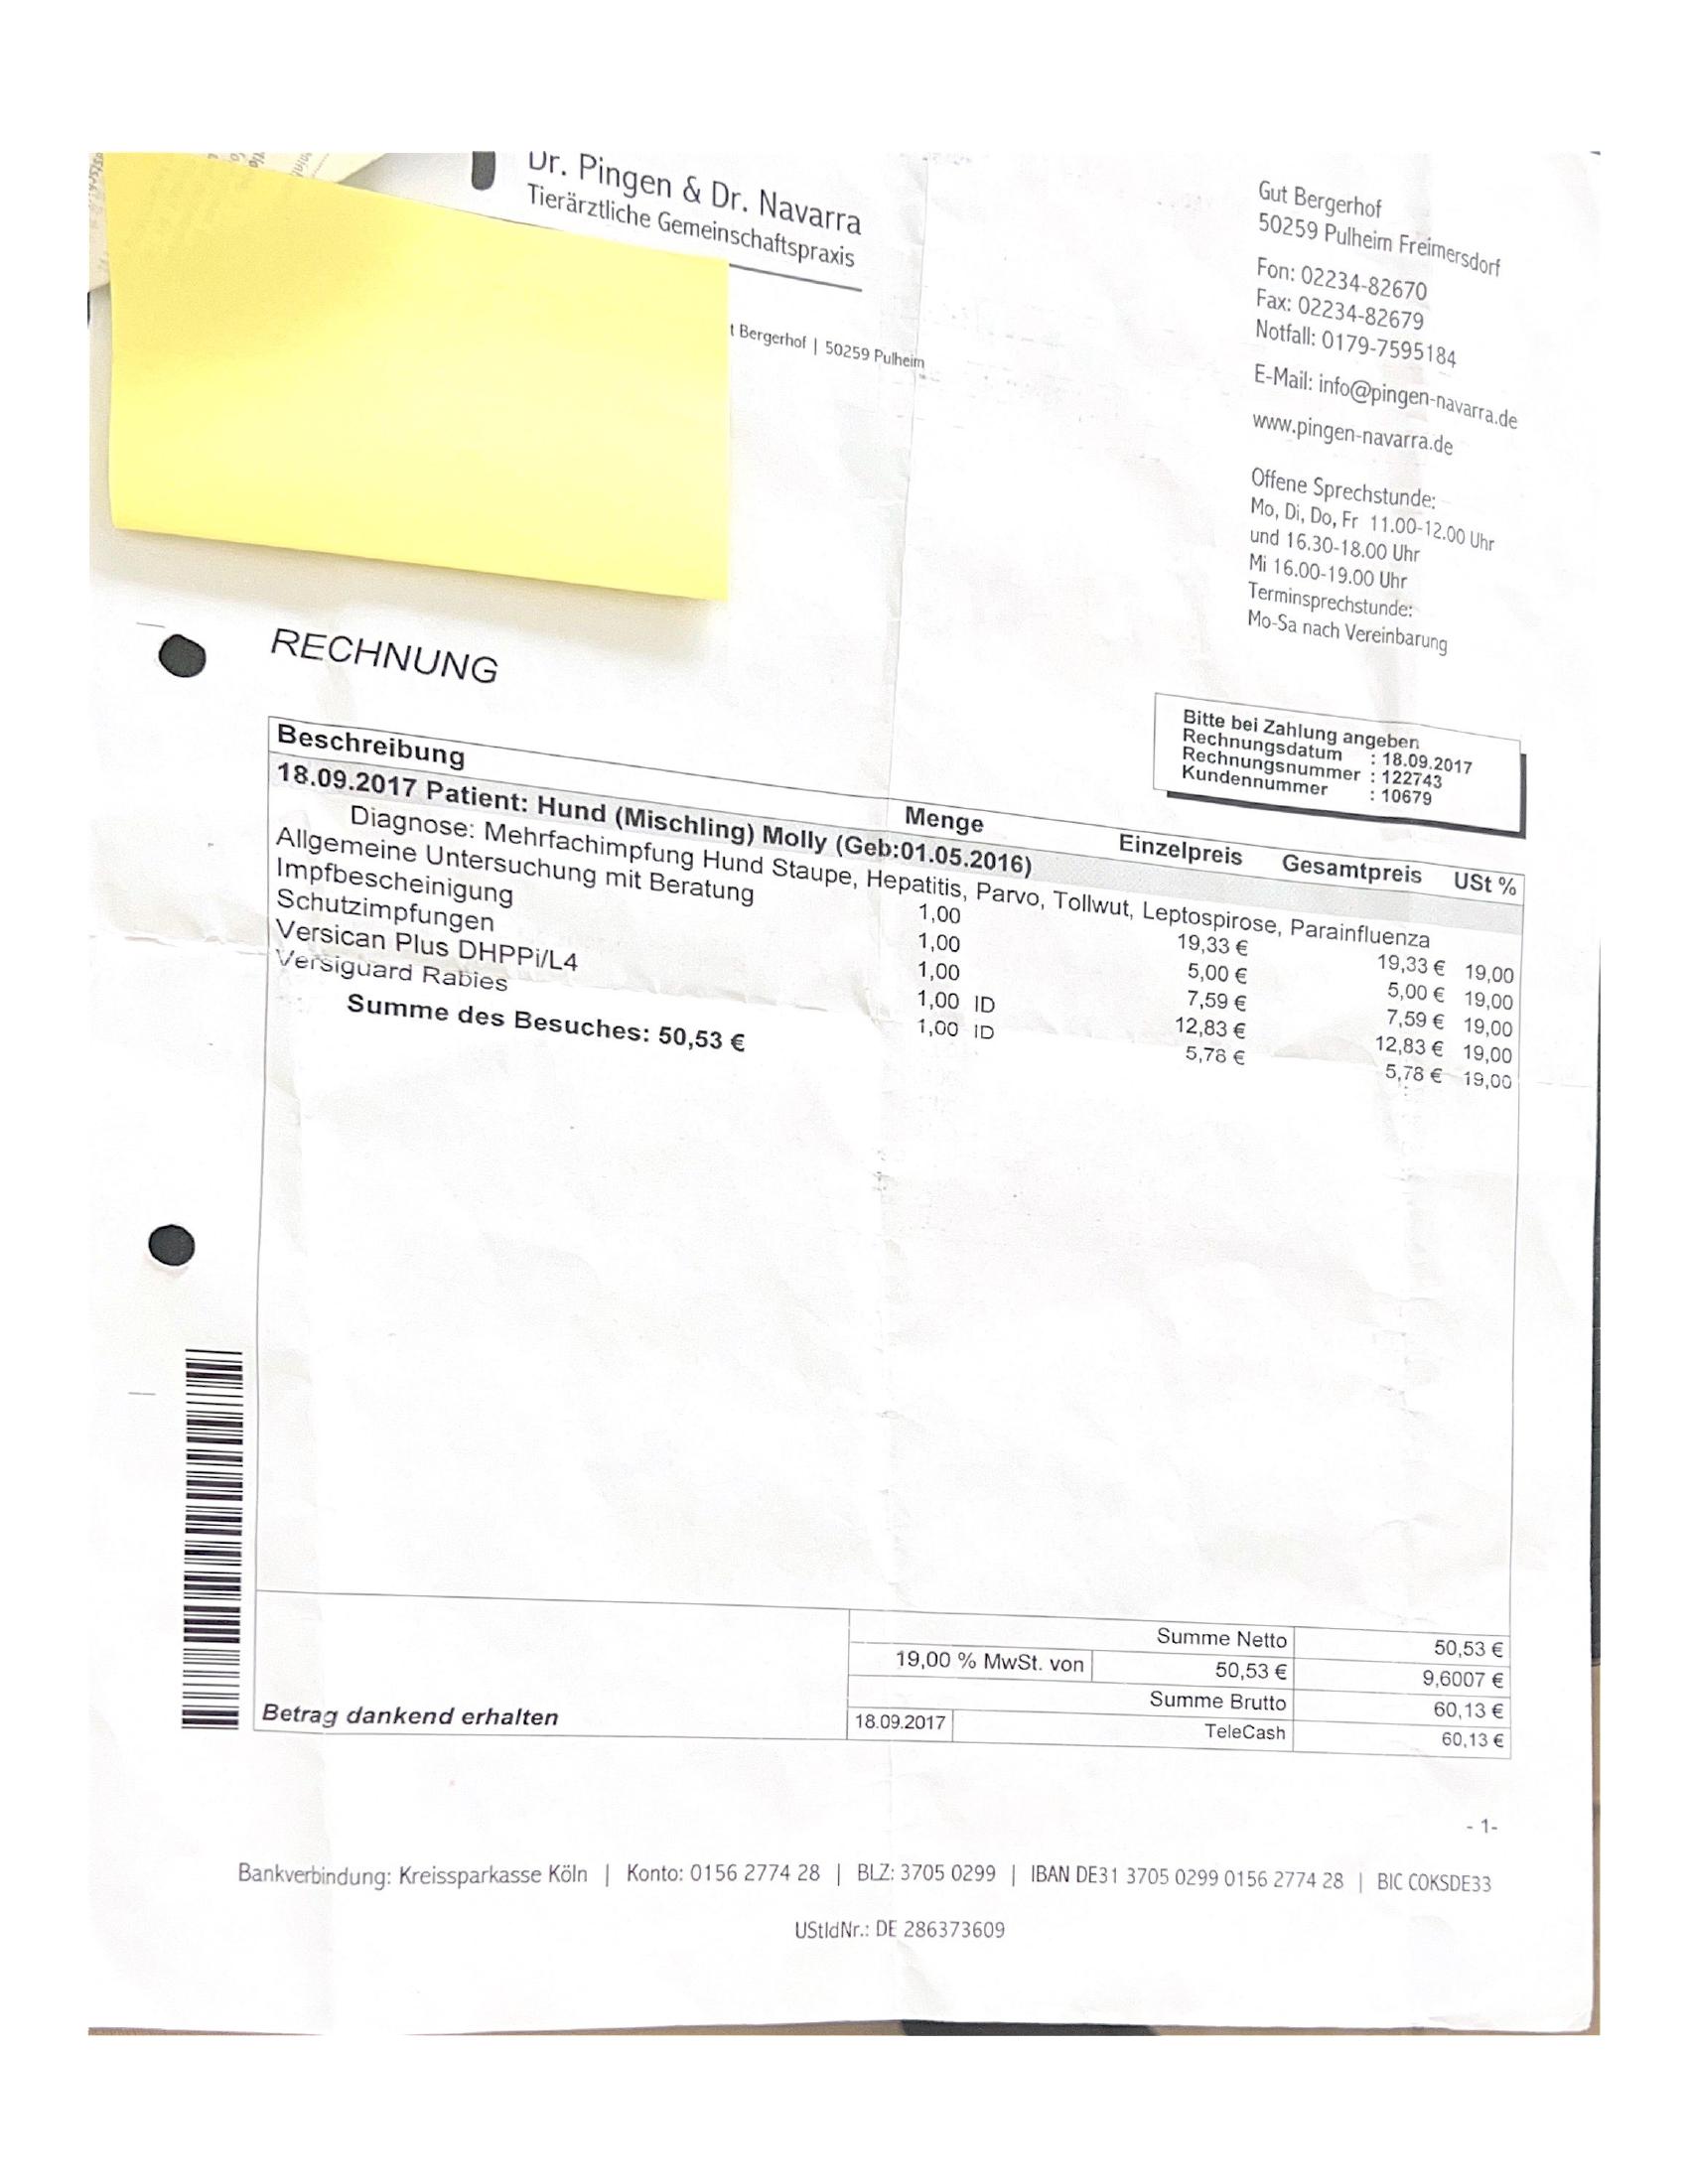 Dr. Pingen & Dr. Navarra
Tierärztliche Gemeinschaftspraxis
Gut Bergerhof
50259 Pulheim Freimersdorf
Fon: 02234-82670
Fax: 02234-82679
Notfall: 0179-7595184
E-Mail: info@pingen-navarra.de
www.pingen-navarra.de
Offene Sprechstunde:
Mo, Di, Do, Fr 11.00-12.00 Uhr
und 16.30-18.00 Uhr
Mi 16.00-19.00 Uhr
Terminsprechstunde:
Mo-Sa nach Vereinbarung
t Bergerhof | 50259 Pulheim
RECHNUNG
Bitte bei Zahlung angeben
Rechnungsdatum : 18.09.2017
Rechnungsnummer : 122743
Kundennummer : 10679
Beschreibung Menge Einzelpreis Gesamtpreis USt %
18.09.2017 Patient: Hund (Mischling) Molly (Geb:01.05.2016)
Diagnose: Mehrfachimpfung Hund Staupe, Hepatitis, Parvo, Tollwut, Leptospirose, Parainfluenza
Allgemeine Untersuchung mit Beratung 1,00 19,33 € 19,33 € 19,00
Impfbescheinigung 1,00 5,00 € 5,00 € 19,00
Schutzimpfungen 1,00 7,59 € 7,59 € 19,00
Versican Plus DHPPi/L4 1,00 ID 12,83 € 12,83 € 19,00
Versiguard Rabies 1,00 ID 5,78 € 5,78 € 19,00
Summe des Besuches: 50,53 €
Summe Netto 50,53 €
19,00 % MwSt. von 50,53 € 9,6007 €
Summe Brutto 60,13 €
Betrag dankend erhalten 18.09.2017 TeleCash 60,13 €
- 1-
Bankverbindung: Kreissparkasse Köln | Konto: 0156 2774 28 | BLZ: 3705 0299 | IBAN DE31 3705 0299 0156 2774 28 | BIC COKSDE33
UStIdNr.: DE 286373609